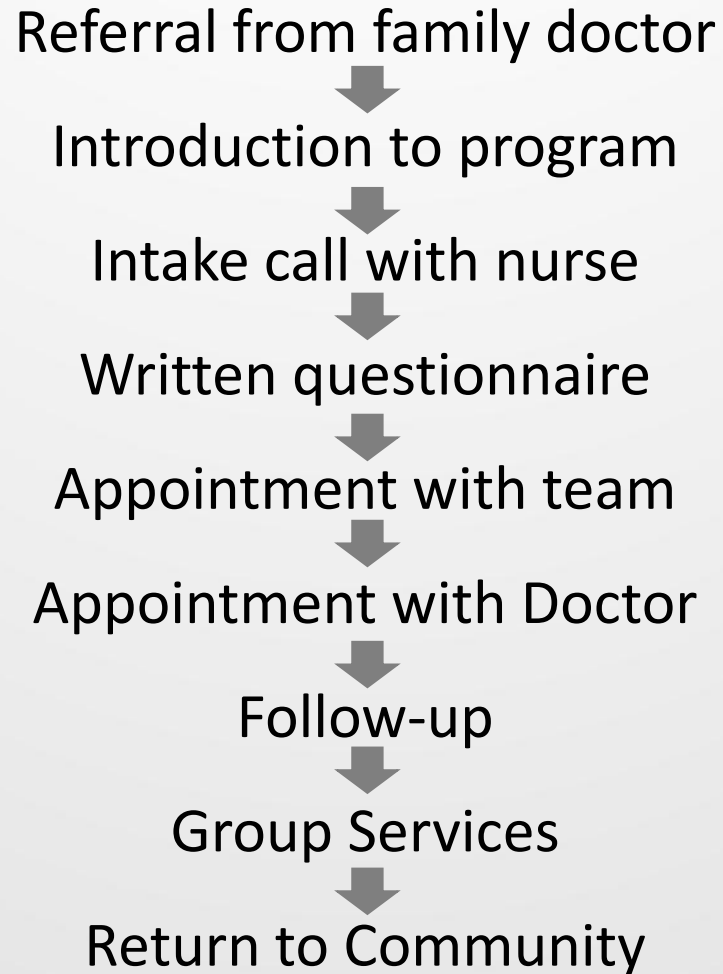 Referral from family doctor
Introduction to program
Intake call with nurse
Written questionnaire
Appointment with team
Appointment with Doctor
Follow-up
Group Services
Return to Community